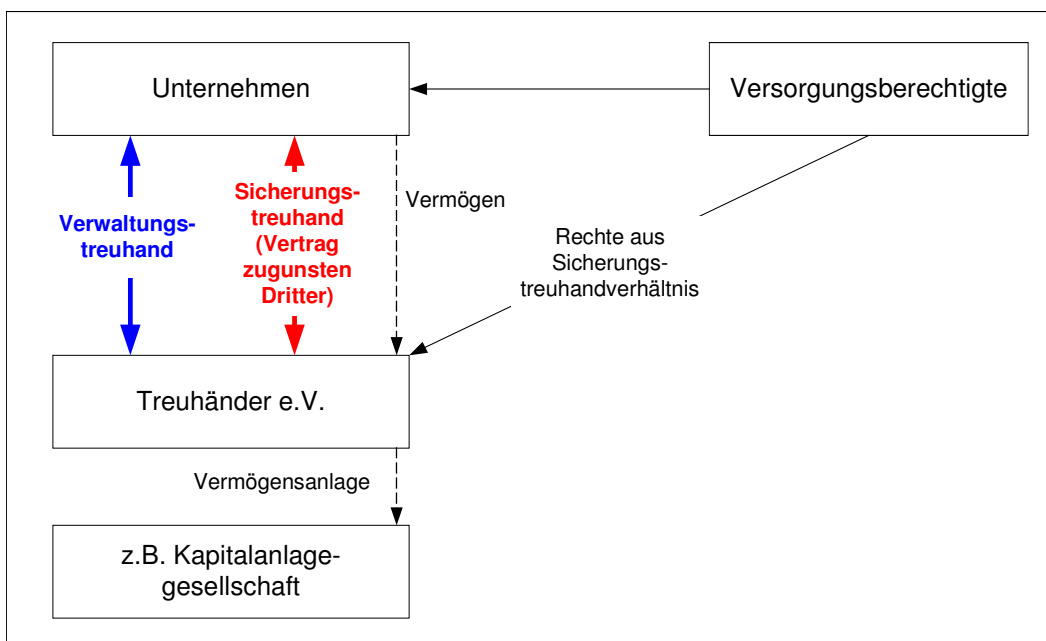 Unternehmen
Versorgungsberechtigte
Verwaltungs-
treuhand
Sicherungs-
treuhand
(Vertrag
zugunsten
Dritter)
Vermögen
Rechte aus
Sicherungs-
treuhandverhältnis
Treuhänder e.V.
Vermögensanlage
z.B. Kapitalanlage-
gesellschaft